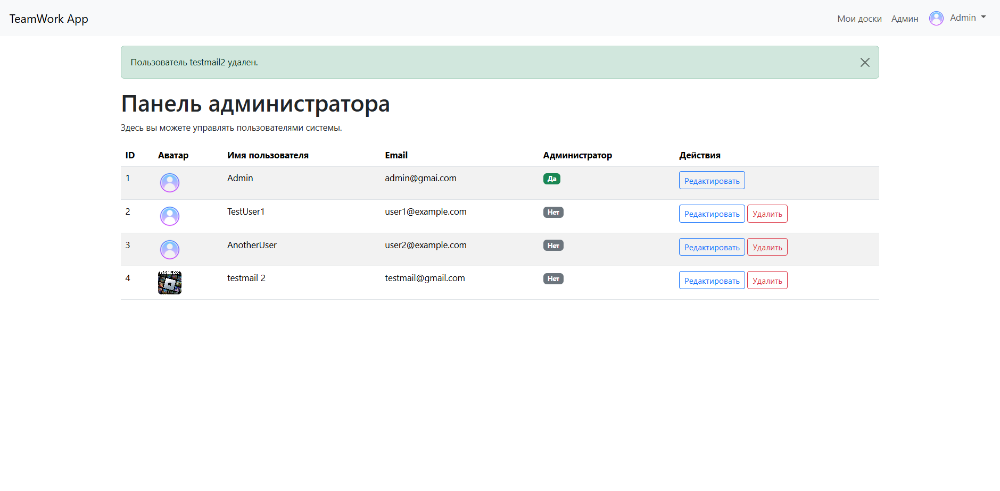 TeamWork App
Мои доски Админ Admin
Пользователь testmail2 удален.
Панель администратора
Здесь вы можете управлять пользователями системы.
ID Аватар Имя пользователя Email Администратор Действия
1 Admin admin@gmai.com Да Редактировать
2 TestUser1 user1@example.com Нет Редактировать Удалить
3 AnotherUser user2@example.com Нет Редактировать Удалить
ROBLOX
4 testmail 2 testmail@gmail.com Нет Редактировать Удалить